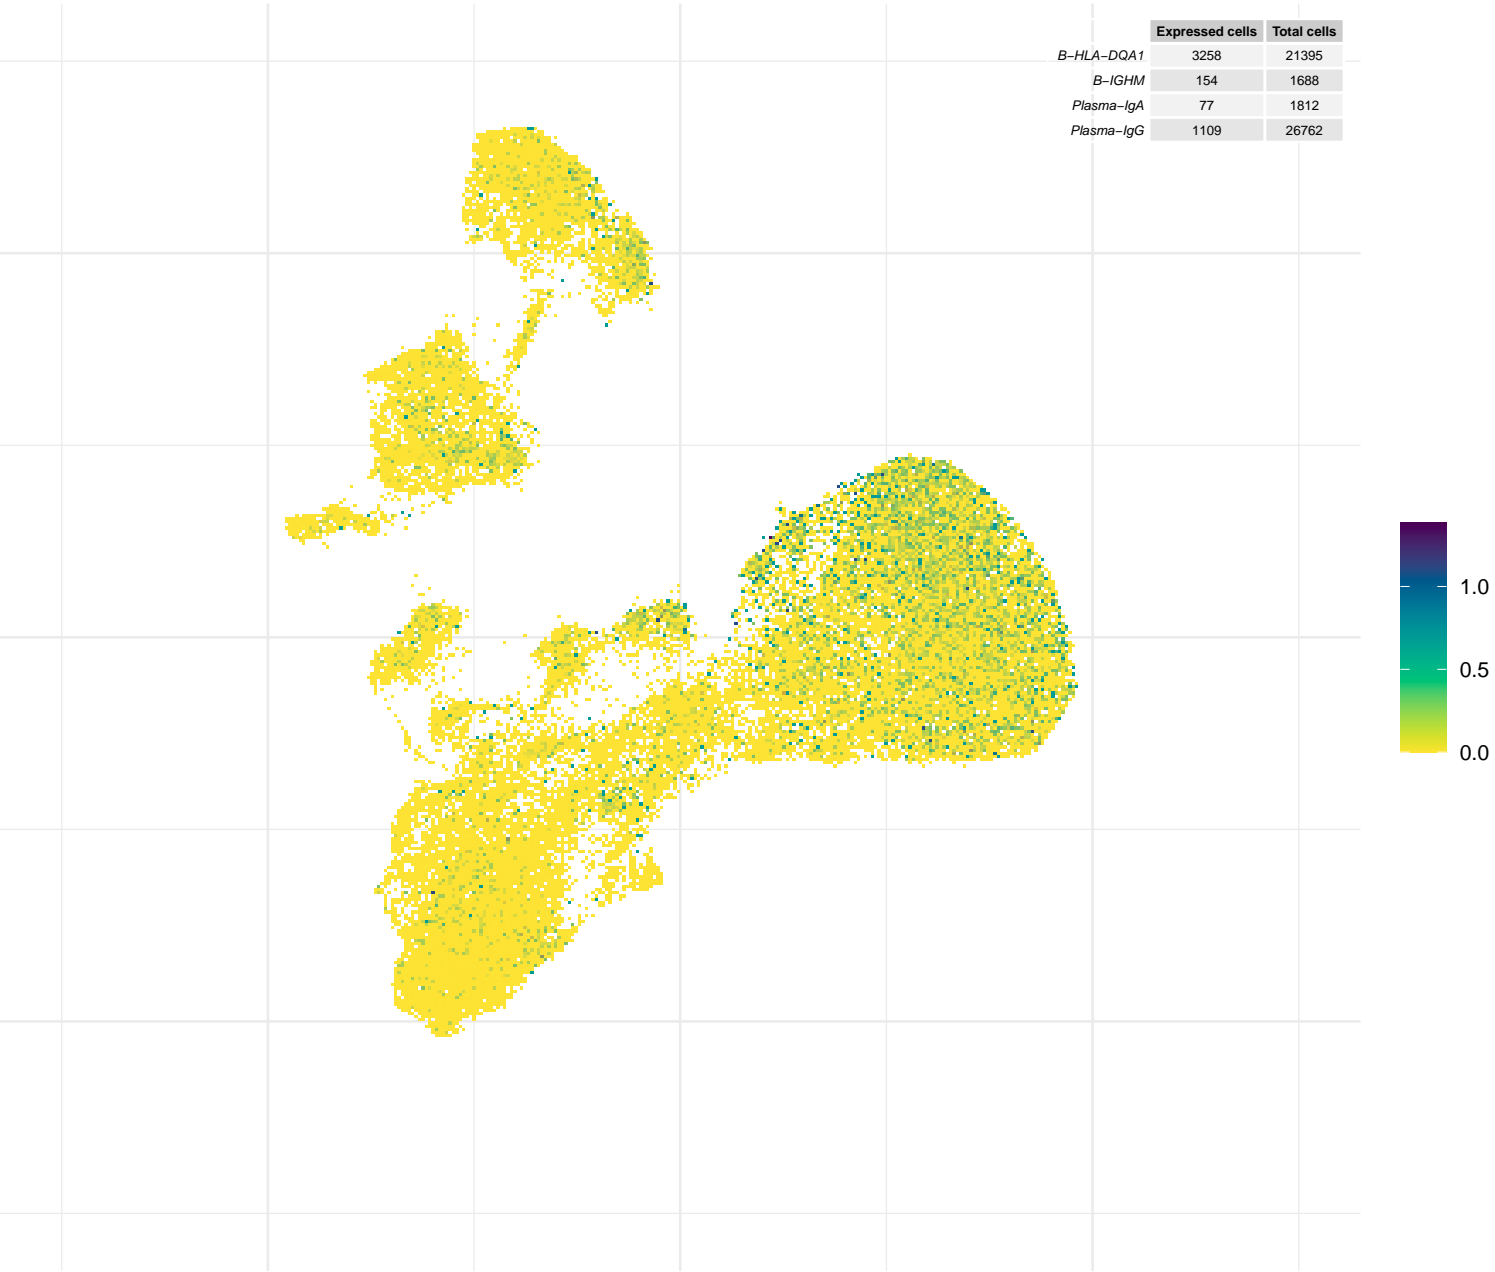 Expressed cells Total cells
B−HLA−DQA1 3258 21395
B−IGHM 154 1688
Plasma−IgA 77 1812
Plasma−IgG 1109 26762
1.0
0.5
0.0